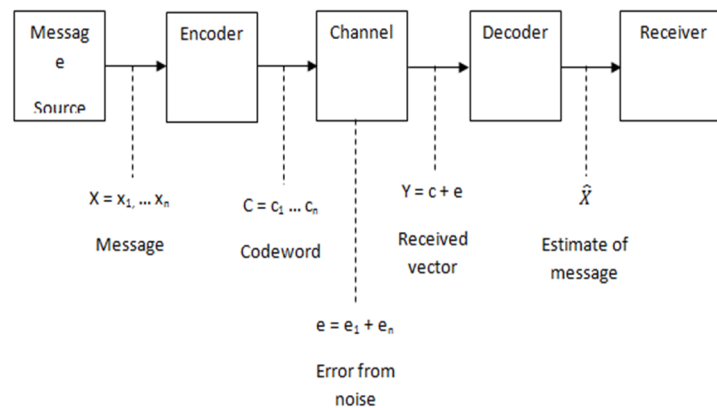 Messag
e
Source
Encoder
Channel
Decoder
Receiver
X = x₁, ... xₙ
Message
C = c₁ ... cₙ
Codeword
Y = c + e
Received
vector
X̂
Estimate of
message
e = e₁ + eₙ
Error from
noise